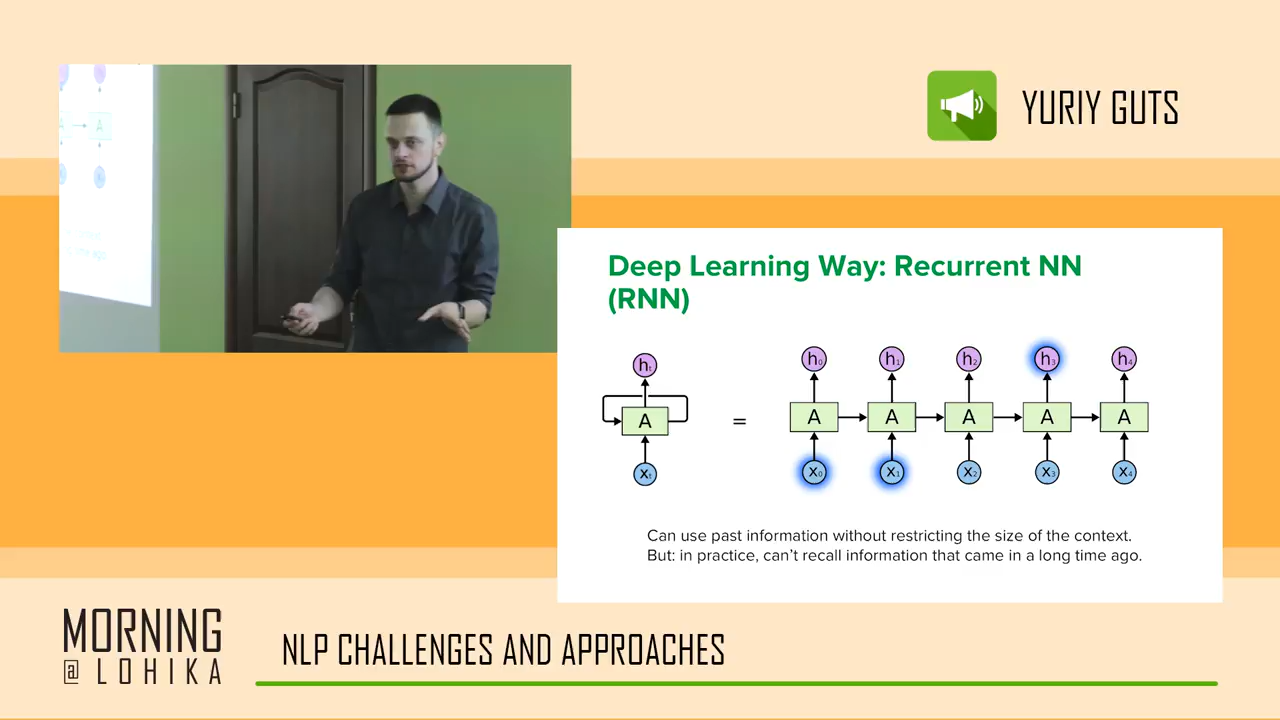 YURIY GUTS
Deep Learning Way: Recurrent NN
(RNN)
hₜ
A
xₜ
=
h₀ h₁ h₂ h₃ h₄
A A A A A
x₀ x₁ x₂ x₃ x₄
Can use past information without restricting the size of the context.
But: in practice, can't recall information that came in a long time ago.
A A
MORNING
@ LOHIKA
NLP CHALLENGES AND APPROACHES